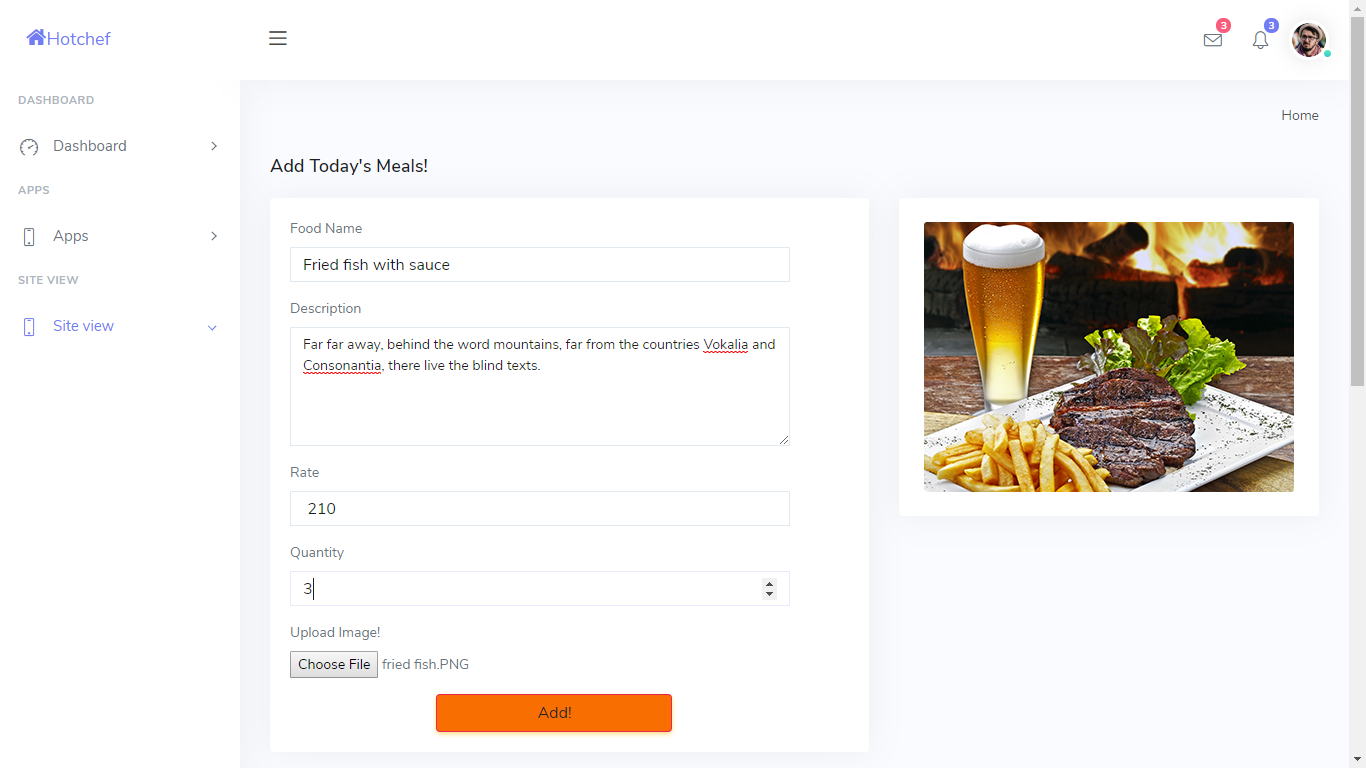 Hotchef
3
3
DASHBOARD
Dashboard
APPS
Apps
SITE VIEW
Site view
Home
Add Today's Meals!
Food Name
Fried fish with sauce
Description
Far far away, behind the word mountains, far from the countries Vokalia and
Consonantia, there live the blind texts.
Rate
210
Quantity
3
Upload Image!
Choose File fried fish.PNG
Add!